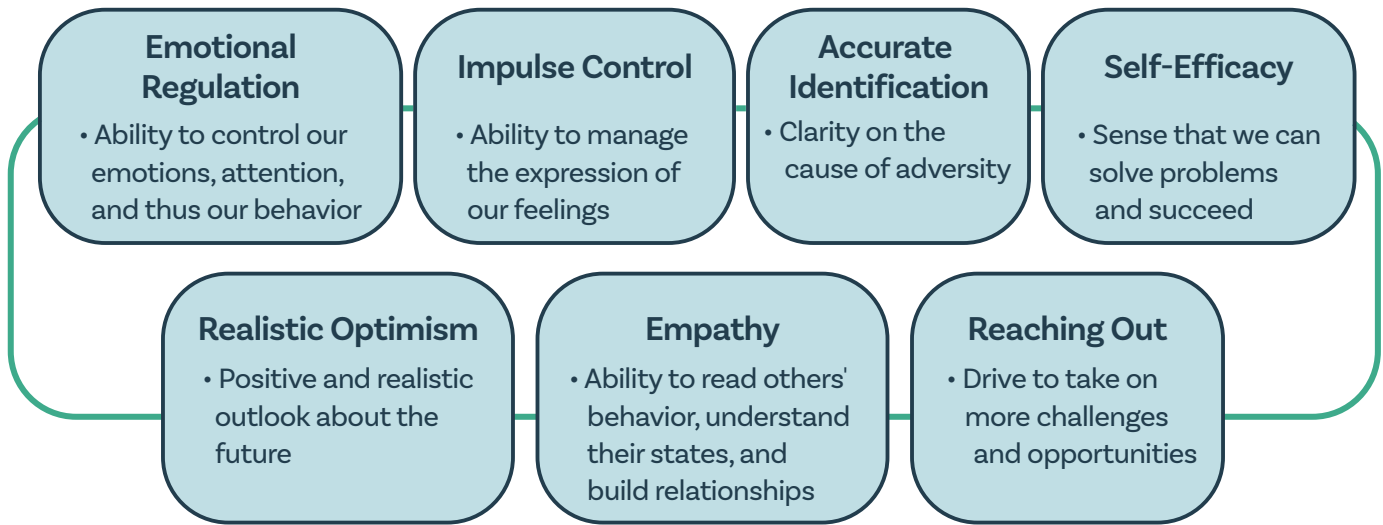 Emotional
Regulation
• Ability to control our
emotions, attention,
and thus our behavior
Impulse Control
• Ability to manage
the expression of
our feelings
Accurate
Identification
• Clarity on the
cause of adversity
Self-Efficacy
• Sense that we can
solve problems
and succeed
Realistic Optimism
• Positive and realistic
outlook about the
future
Empathy
• Ability to read others'
behavior, understand
their states, and
build relationships
Reaching Out
• Drive to take on
more challenges
and opportunities